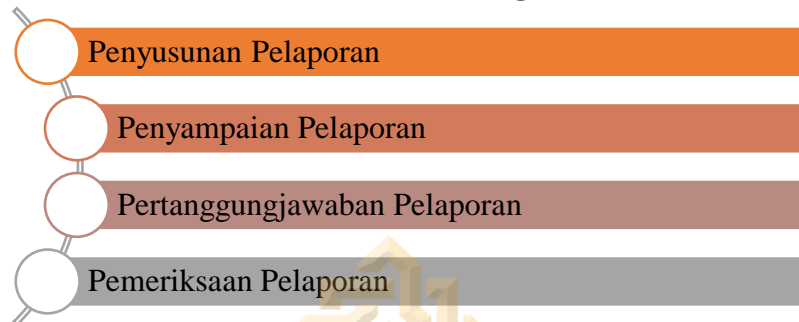 Penyusunan Pelaporan
Penyampaian Pelaporan
Pertanggungjawaban Pelaporan
Pemeriksaan Pelaporan